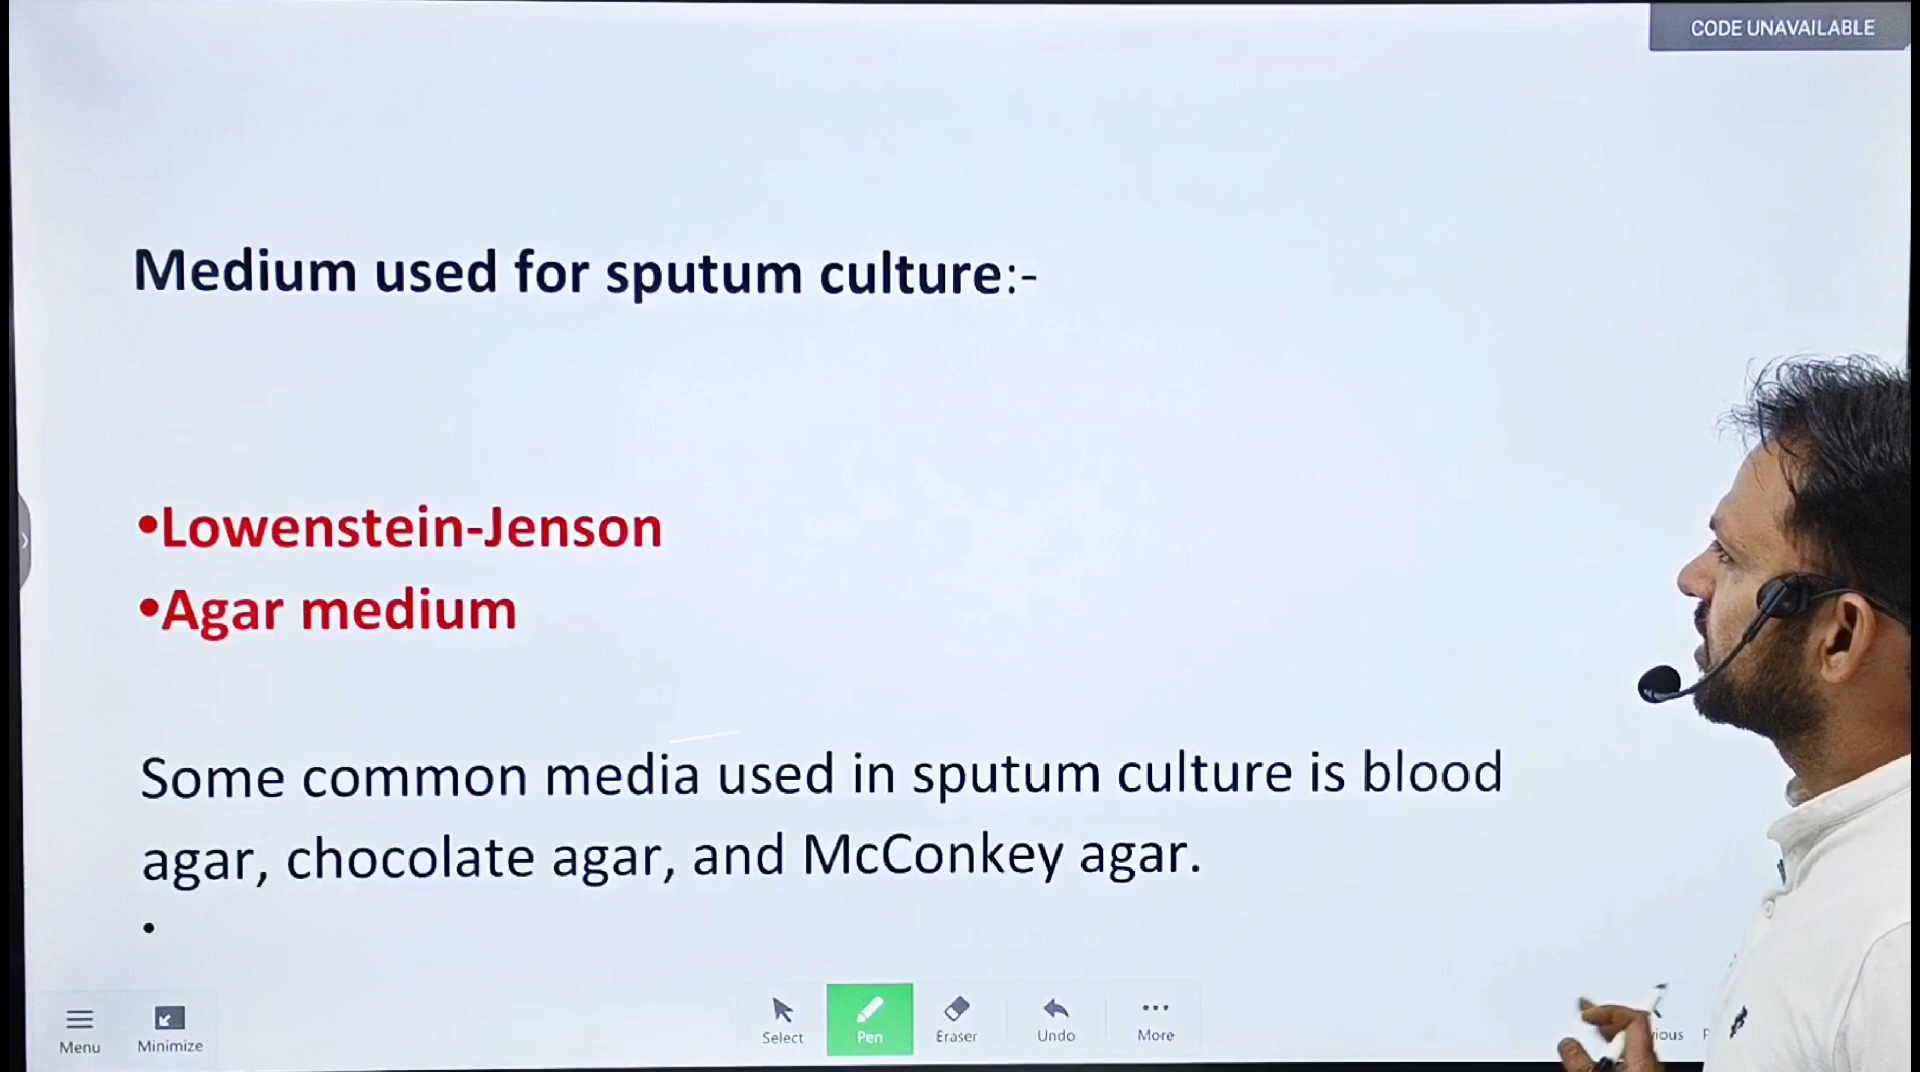 CODE UNAVAILABLE
Medium used for sputum culture:-
•Lowenstein-Jenson
•Agar medium
Some common media used in sputum culture is blood
agar, chocolate agar, and McConkey agar.
•
Menu
Minimize
Select
Pen
Eraser
Undo
More